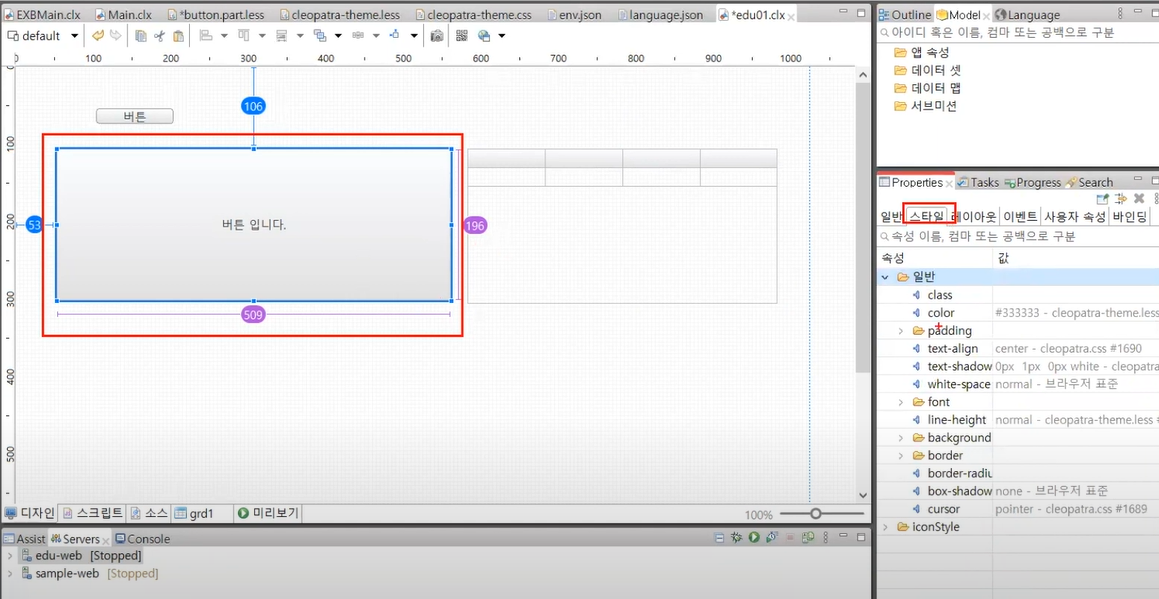 EXBMain.clx Main.clx *button.part.less cleopatra-theme.less cleopatra-theme.css env.json language.json *edu01.clx
default
0 100 200 300 400 500 600 700 800 900 1000
100
200
300
400
500
버튼
106
53
버튼 입니다.
196
509
디자인 스크립트 소스 grd1 미리보기
100%
Assist Servers Console
edu-web [Stopped]
sample-web [Stopped]
Outline Model Language
아이디 혹은 이름, 컴마 또는 공백으로 구분
앱 속성
데이터 셋
데이터 맵
서브미션
Properties Tasks Progress Search
일반 스타일 레이아웃 이벤트 사용자 속성 바인딩
속성 이름, 컴마 또는 공백으로 구분
속성 값
일반
class
color #333333 - cleopatra-theme.less
padding
text-align center - cleopatra.css #1690
text-shadow 0px 1px 0px white - cleopatra
white-space normal - 브라우저 표준
font
line-height normal - cleopatra-theme.less #
background
border
border-radiu
box-shadow none - 브라우저 표준
cursor pointer - cleopatra.css #1689
iconStyle